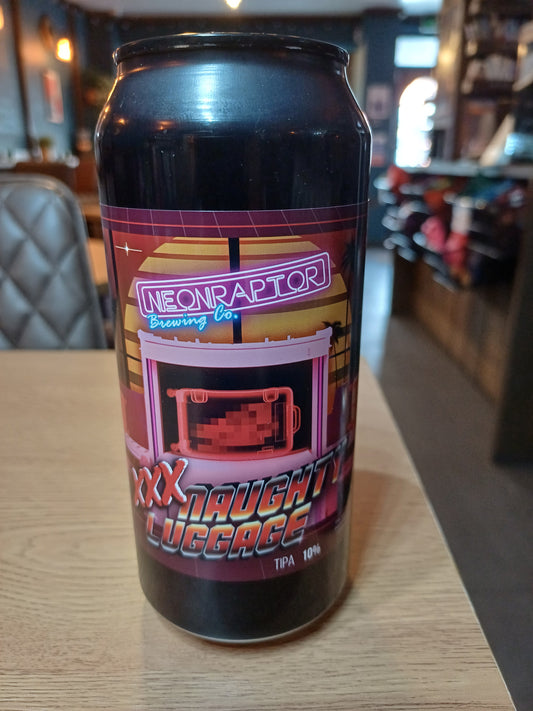 NEONRAPTOR
Brewing Co.
XXX NAUGHTY
LUGGAGE
TIPA 10%